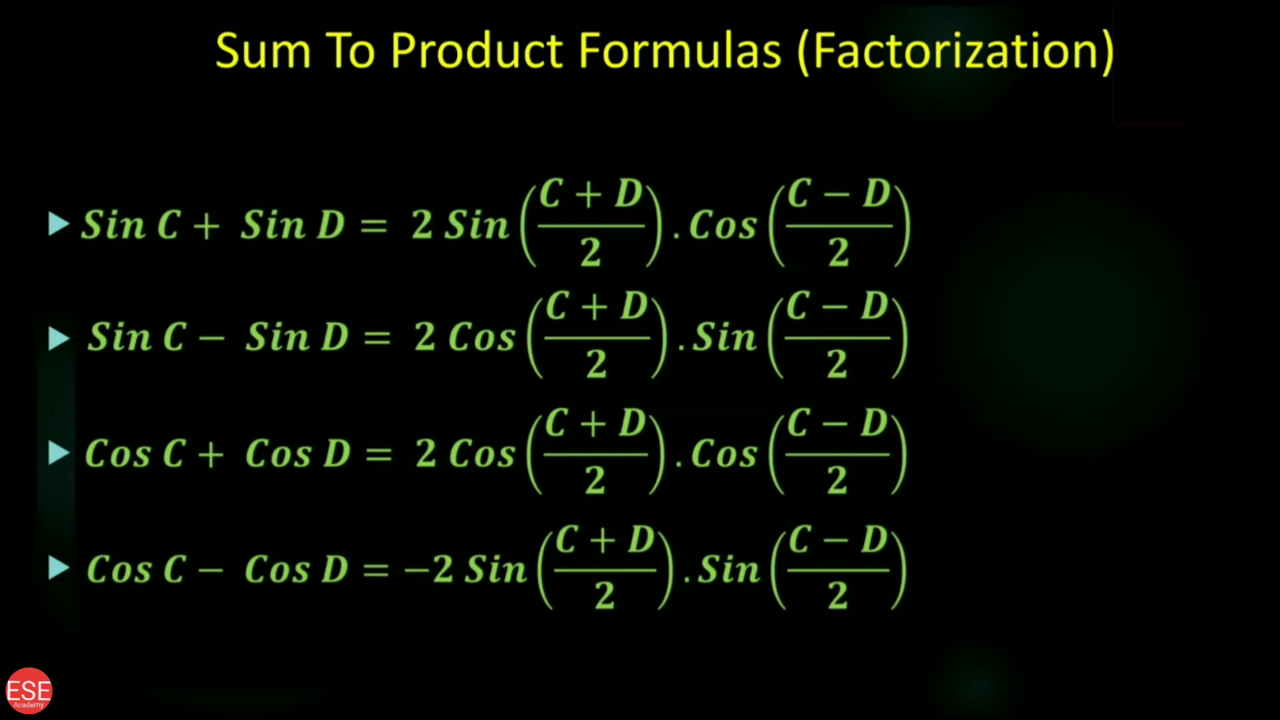 Sum To Product Formulas (Factorization)
▶ Sin C + Sin D = 2 Sin ((C + D)/2) . Cos ((C − D)/2)
▶ Sin C − Sin D = 2 Cos ((C + D)/2) . Sin ((C − D)/2)
▶ Cos C + Cos D = 2 Cos ((C + D)/2) . Cos ((C − D)/2)
▶ Cos C − Cos D = −2 Sin ((C + D)/2) . Sin ((C − D)/2)
ESE
Academy